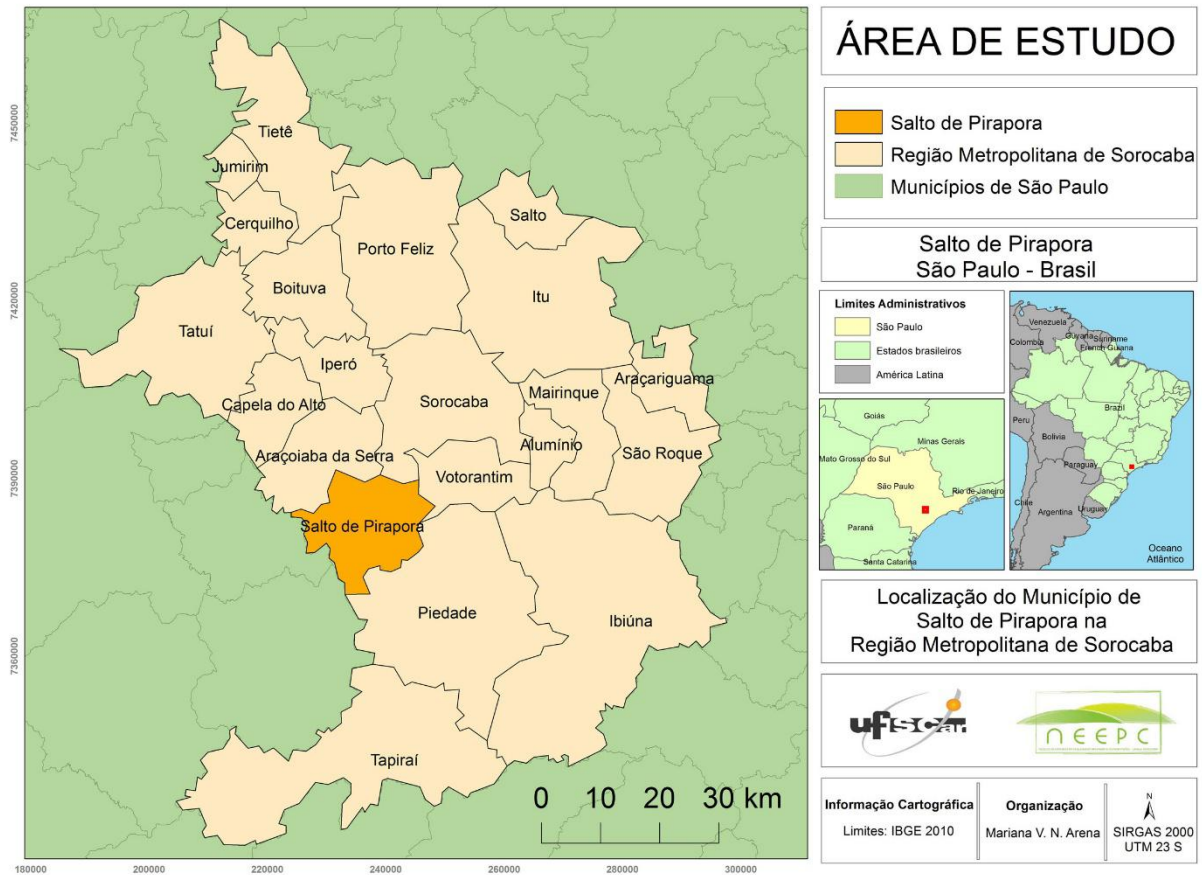 ÁREA DE ESTUDO
Salto de Pirapora
Região Metropolitana de Sorocaba
Municípios de São Paulo
Salto de Pirapora
São Paulo - Brasil
Limites Administrativos
São Paulo
Estados brasileiros
América Latina
Goiás
Minas Gerais
Mato Grosso do Sul
São Paulo
Rio de Janeiro
Paraná
Santa Catarina
Venezuela
Guyana
Suriname
French Guiana
Colombia
Brazil
Peru
Bolivia
Paraguay
Chile
Argentina
Uruguay
Oceano
Atlântico
Localização do Município de
Salto de Pirapora na
Região Metropolitana de Sorocaba
ufscar
NEEPC
Informação Cartográfica
Limites: IBGE 2010
Organização
Mariana V. N. Arena
N
SIRGAS 2000
UTM 23 S
Tietê
Jumirim
Cerquilho
Porto Feliz
Salto
Boituva
Itu
Tatuí
Iperó
Araçariguama
Mairinque
Capela do Alto
Sorocaba
Alumínio
Araçoiaba da Serra
São Roque
Votorantim
Salto de Pirapora
Piedade
Ibiúna
Tapiraí
0 10 20 30 km
7450000
7420000
7390000
7360000
180000 200000 220000 240000 260000 280000 300000